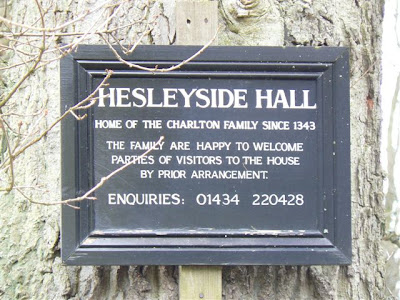 HESLEYSIDE HALL
HOME OF THE CHARLTON FAMILY SINCE 1343
THE FAMILY ARE HAPPY TO WELCOME
PARTIES OF VISITORS TO THE HOUSE
BY PRIOR ARRANGEMENT.
ENQUIRIES: 01434 220428